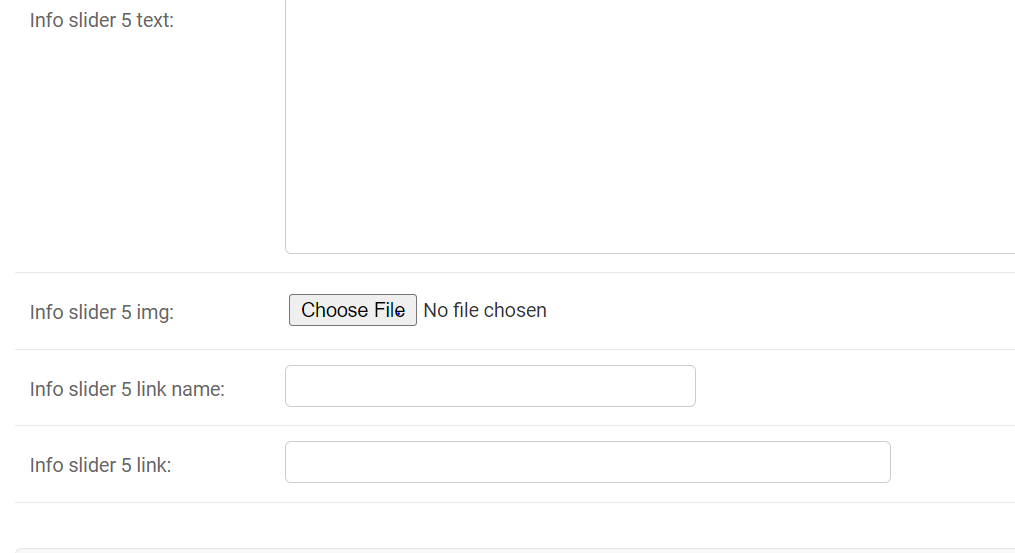 Info slider 5 text:
Info slider 5 img:
Choose File No file chosen
Info slider 5 link name:
Info slider 5 link: